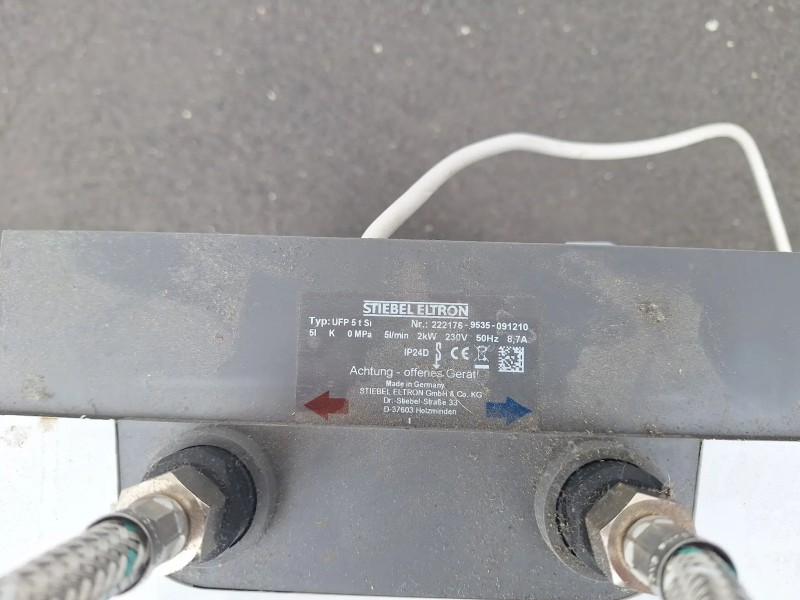 STIEBEL ELTRON
Typ: UFP 5 t Si Nr.: 222176 - 9535 - 091210
5l K 0 MPa 5l/min 2kW 230V 50Hz 8,7A
IP24D CE
Achtung - offenes Gerät!
Made in Germany
STIEBEL ELTRON GmbH & Co. KG
Dr.-Stiebel-Straße 33
D-37603 Holzminden